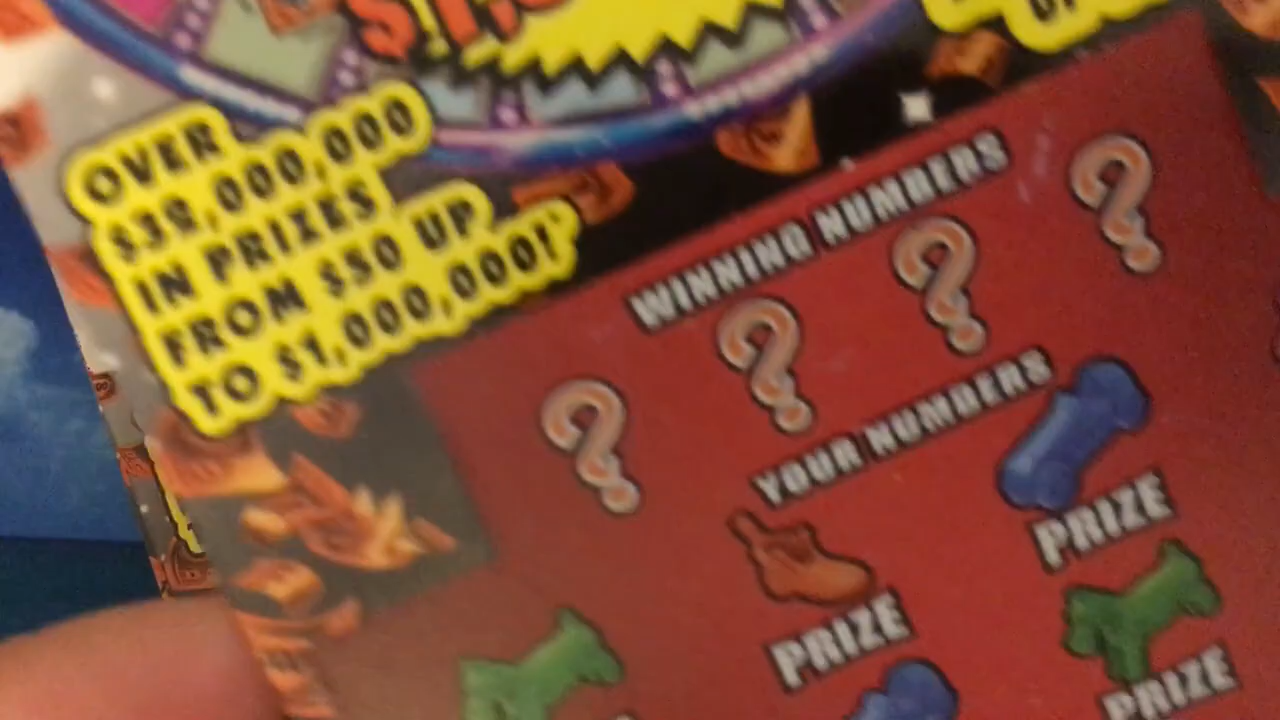 OVER
$39,000,000
IN PRIZES
FROM $50 UP
TO $1,000,000!
WINNING NUMBERS
YOUR NUMBERS
PRIZE
PRIZE
PRIZE